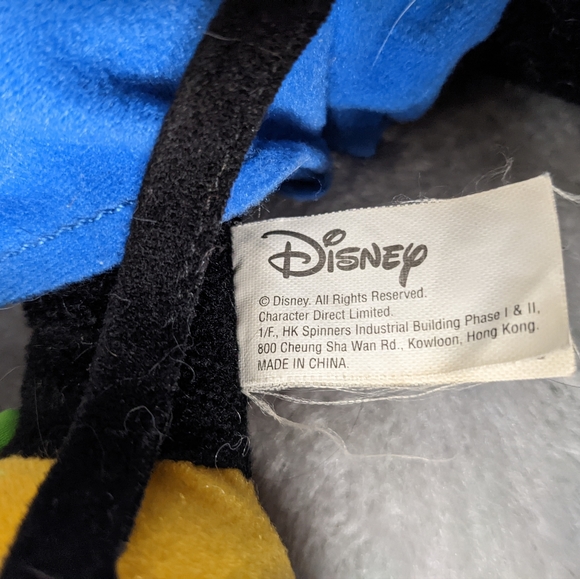 Disney
© Disney. All Rights Reserved.
Character Direct Limited.
1/F., HK Spinners Industrial Building Phase I & II,
800 Cheung Sha Wan Rd., Kowloon, Hong Kong.
MADE IN CHINA.